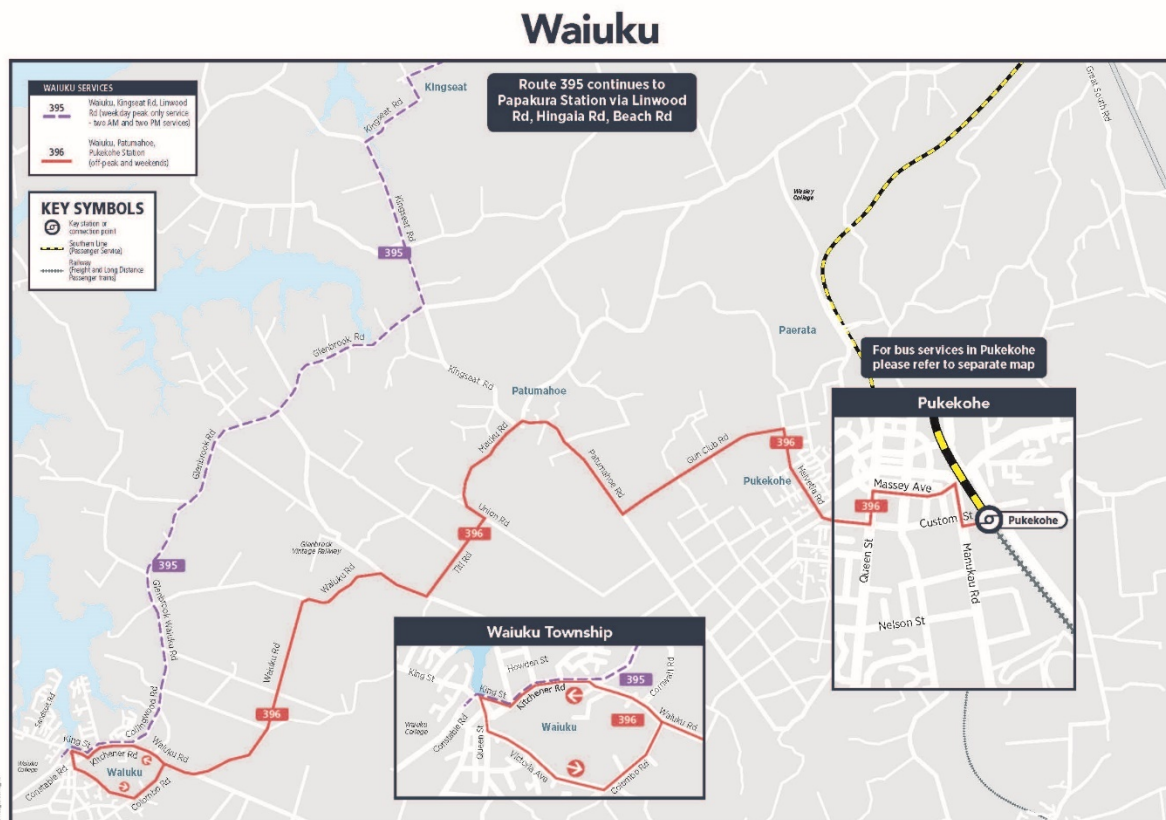 Waiuku
WAIUKU SERVICES
395
Waiuku, Kingseat Rd, Linwood
Rd (weekday peak only service
- two AM and two PM services)
396
Waiuku, Patumahoe,
Pukekohe Station
(off-peak and weekends)
KEY SYMBOLS
Key station or
connection point
Southern Line
(Passenger Service)
Railway
(Freight and Long Distance
Passenger trains)
Route 395 continues to
Papakura Station via Linwood
Rd, Hingaia Rd, Beach Rd
Kingseat
Kingseat Rd
Kingseat Rd
395
Great South Rd
Wesley
College
Paerata
Glenbrook Rd
Kingseat Rd
Patumahoe
Glenbrook Rd
Mauku Rd
Patumahoe Rd
Gun Club Rd
396
Pukekohe
Helvetia Rd
Union Rd
396
Titi Rd
Glenbrook
Vintage Railway
Waiuku Rd
395
Glenbrook Waiuku Rd
Waiuku Rd
396
Collingwood Rd
Sandspit Rd
King St
Kitchener Rd
Waiuku Rd
Waiuku
College
Constable Rd
Waiuku
Colombo Rd
For bus services in Pukekohe
please refer to separate map
Pukekohe
Massey Ave
396
Custom St
Pukekohe
Queen St
Manukau Rd
Nelson St
Waiuku Township
Howden St
King St
King St
Kitchener Rd
395
Cornwall Rd
Waiuku
College
Constable Rd
Queen St
Waiuku
396
Waiuku Rd
Victoria Ave
Colombo Rd